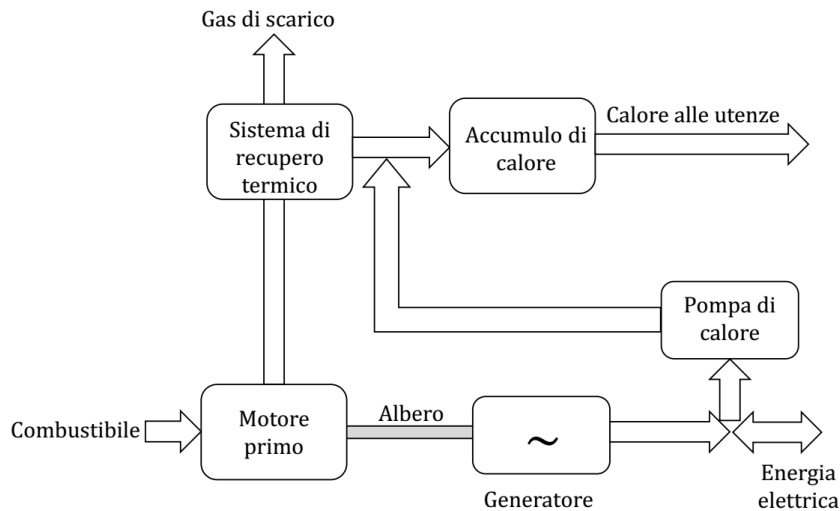 Gas di scarico
Sistema di
recupero
termico
Accumulo di
calore
Calore alle utenze
Pompa di
calore
Combustibile
Motore
primo
Albero
~
Generatore
Energia
elettrica